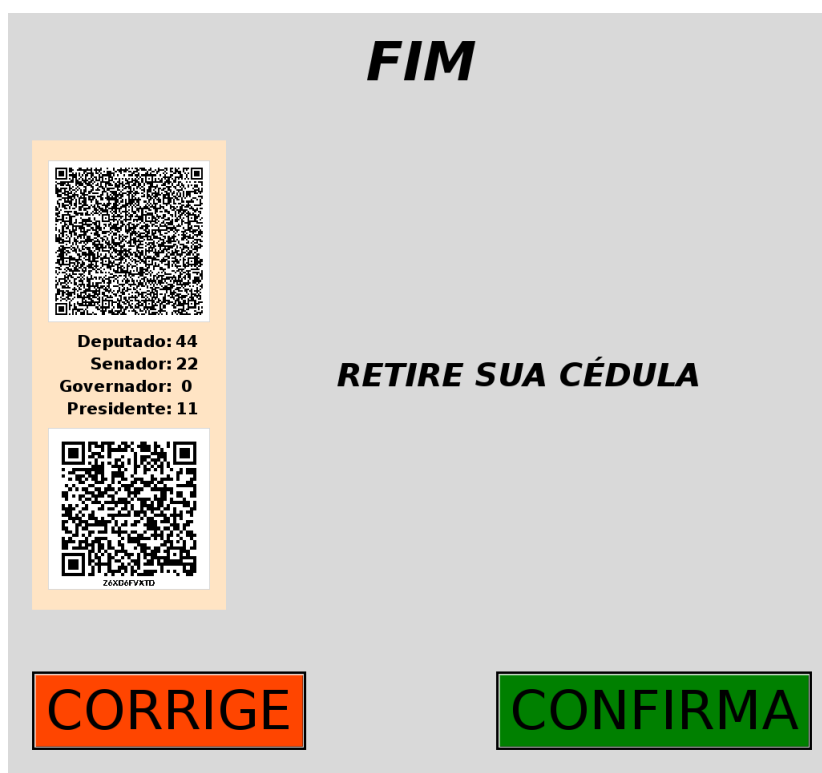 FIM
Deputado: 44
Senador: 22
Governador: 0
Presidente: 11
RETIRE SUA CÉDULA
Z6XD6FVXTD
CORRIGE
CONFIRMA